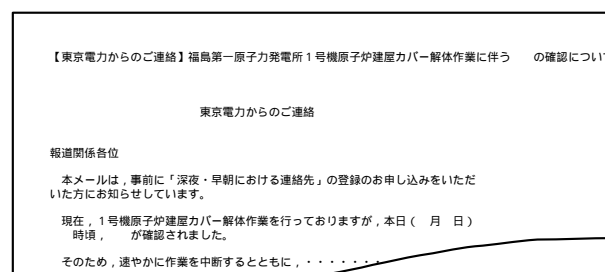 【東京電力からのご連絡】福島第一原子力発電所１号機原子炉建屋カバー解体作業に伴う　　の確認につい
東京電力からのご連絡
報道関係各位
本メールは，事前に「深夜・早朝における連絡先」の登録のお申し込みをいただ
いた方にお知らせしています。
現在，１号機原子炉建屋カバー解体作業を行っておりますが，本日（　月　日）
時頃，　　が確認されました。
そのため，速やかに作業を中断するとともに，・・・・・・・